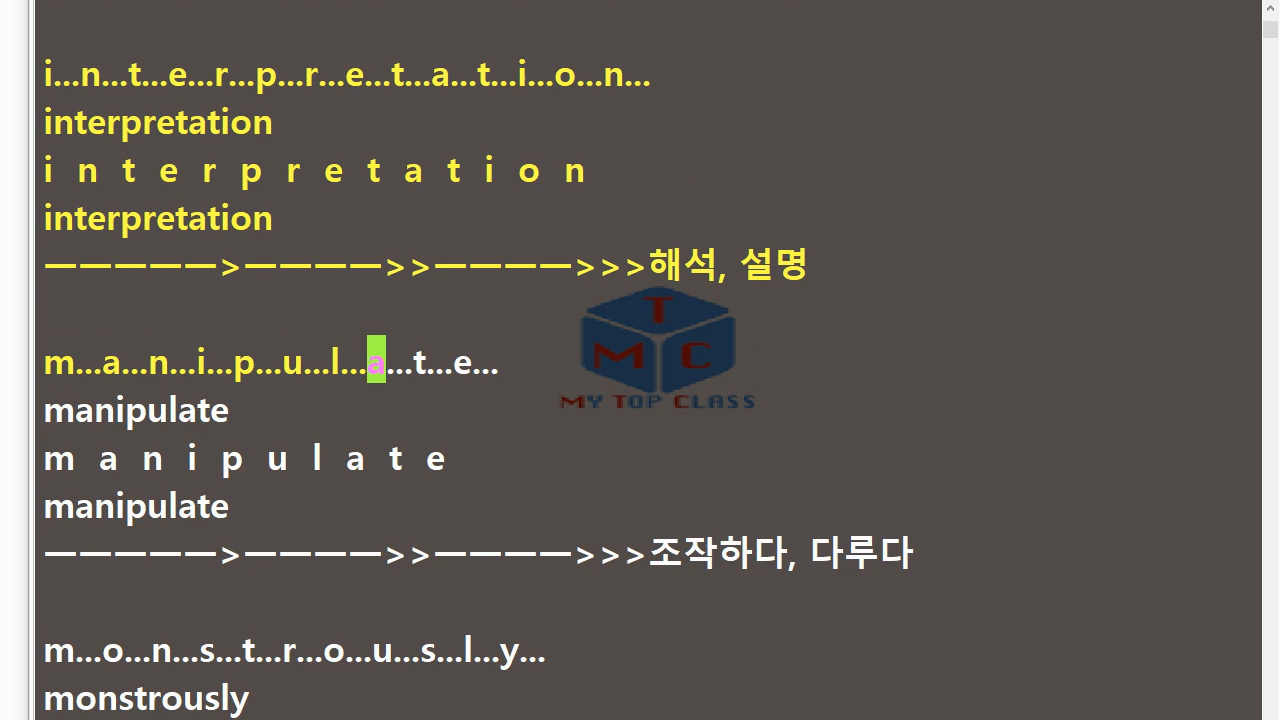 i...n...t...e...r...p...r...e...t...a...t...i...o...n...
interpretation
i n t e r p r e t a t i o n
interpretation
—————>————>>————>>>해석, 설명
T
M C
MY TOP CLASS
m...a...n...i...p...u...l...a...t...e...
manipulate
m a n i p u l a t e
manipulate
—————>————>>————>>>조작하다, 다루다
m...o...n...s...t...r...o...u...s...l...y...
monstrously